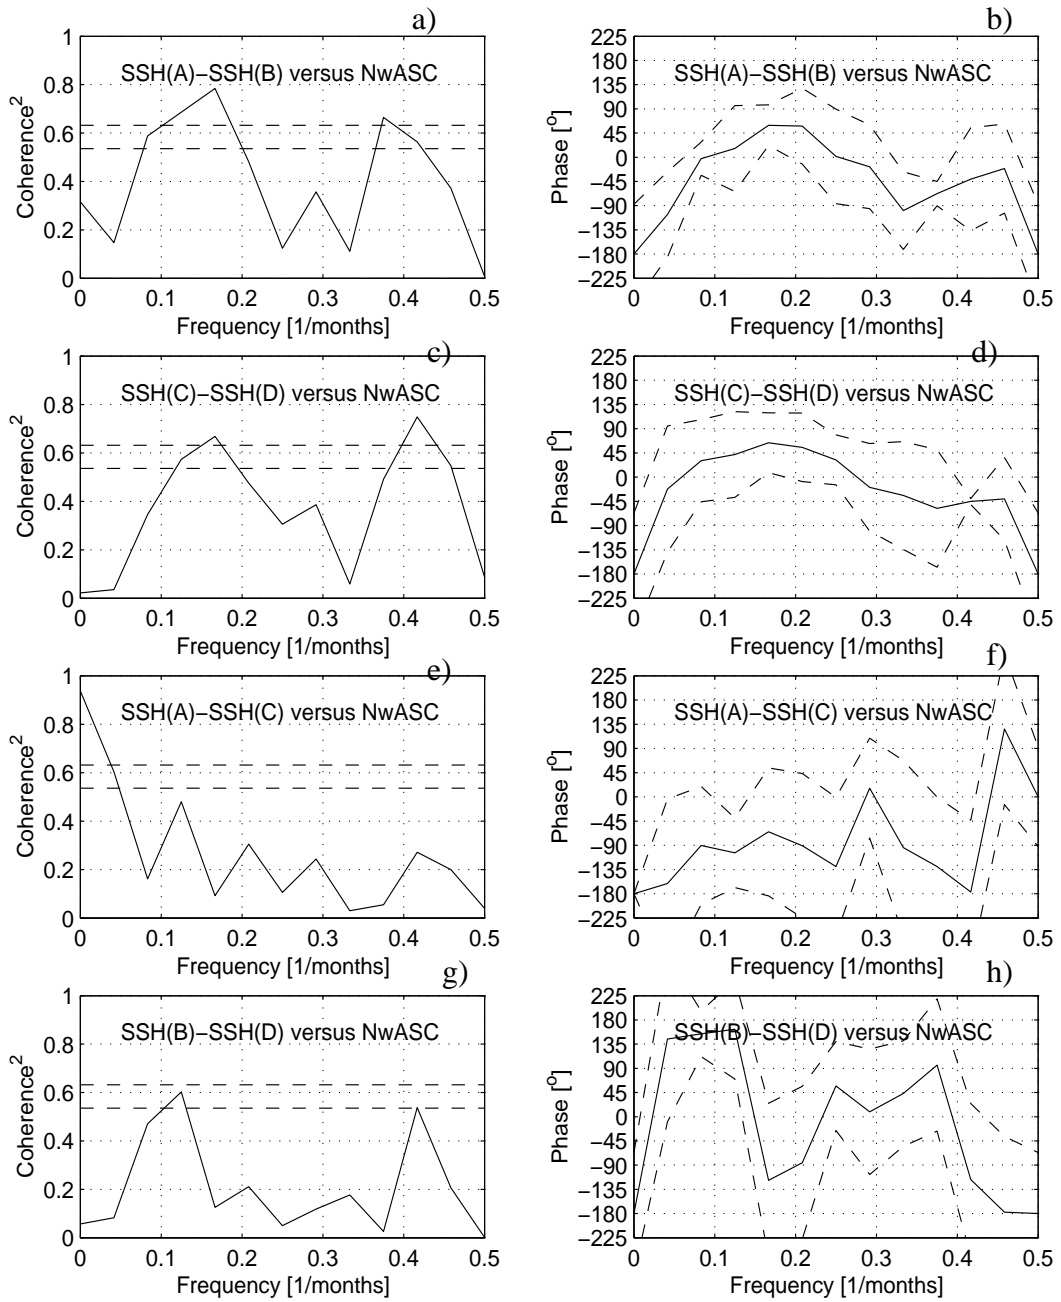 a)
b)
SSH(A)−SSH(B) versus NwASC
Coherence²
1
0.8
0.6
0.4
0.2
0
0 0.1 0.2 0.3 0.4 0.5
Frequency [1/months]
SSH(A)−SSH(B) versus NwASC
Phase [°]
225
180
135
90
45
0
−45
−90
−135
−180
−225
0 0.1 0.2 0.3 0.4 0.5
Frequency [1/months]
c)
d)
SSH(C)−SSH(D) versus NwASC
Coherence²
1
0.8
0.6
0.4
0.2
0
0 0.1 0.2 0.3 0.4 0.5
Frequency [1/months]
SSH(C)−SSH(D) versus NwASC
Phase [°]
225
180
135
90
45
0
−45
−90
−135
−180
−225
0 0.1 0.2 0.3 0.4 0.5
Frequency [1/months]
e)
f)
SSH(A)−SSH(C) versus NwASC
Coherence²
1
0.8
0.6
0.4
0.2
0
0 0.1 0.2 0.3 0.4 0.5
Frequency [1/months]
SSH(A)−SSH(C) versus NwASC
Phase [°]
225
180
135
90
45
0
−45
−90
−135
−180
−225
0 0.1 0.2 0.3 0.4 0.5
Frequency [1/months]
g)
h)
SSH(B)−SSH(D) versus NwASC
Coherence²
1
0.8
0.6
0.4
0.2
0
0 0.1 0.2 0.3 0.4 0.5
Frequency [1/months]
SSH(B)−SSH(D) versus NwASC
Phase [°]
225
180
135
90
45
0
−45
−90
−135
−180
−225
0 0.1 0.2 0.3 0.4 0.5
Frequency [1/months]